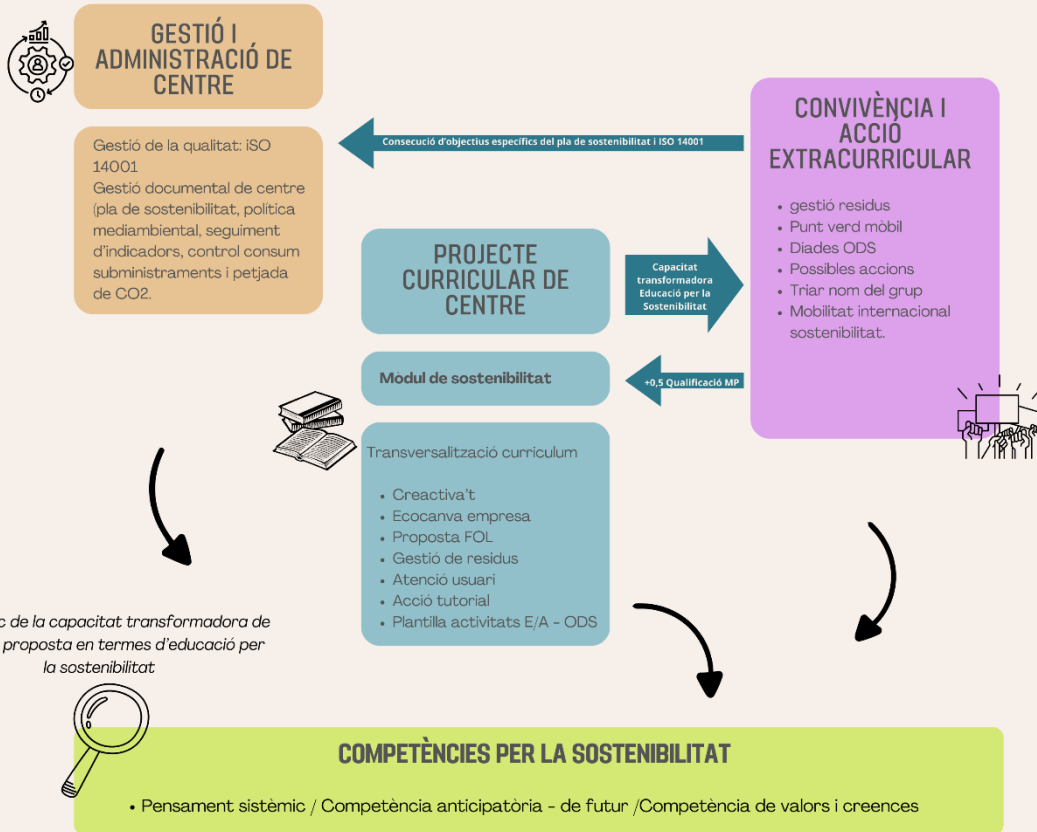 GESTIÓ I
ADMINISTRACIÓ DE
CENTRE
Gestió de la qualitat: iSO
14001
Gestió documental de centre
(pla de sostenibilitat, política
mediambiental, seguiment
d'indicadors, control consum
subministraments i petjada
de CO2.
Consecució d'objectius específics del pla de sostenibilitat i ISO 14001
CONVIVÈNCIA I
ACCIÓ
EXTRACURRICULAR
• gestió residus
• Punt verd mòbil
• Diades ODS
• Possibles accions
• Triar nom del grup
• Mobilitat internacional
sostenibilitat.
PROJECTE
CURRICULAR DE
CENTRE
Capacitat
transformadora
Educació per la
Sostenibilitat
Mòdul de sostenibilitat
+0,5 Qualificació MP
Transversalització curriculum
• Creactiva't
• Ecocanva empresa
• Proposta FOL
• Gestió de residus
• Atenció usuari
• Acció tutorial
• Plantilla activitats E/A - ODS
c de la capacitat transformadora de
proposta en termes d'educació per
la sostenibilitat
COMPETÈNCIES PER LA SOSTENIBILITAT
• Pensament sistèmic / Competència anticipatòria - de futur /Competència de valors i creences